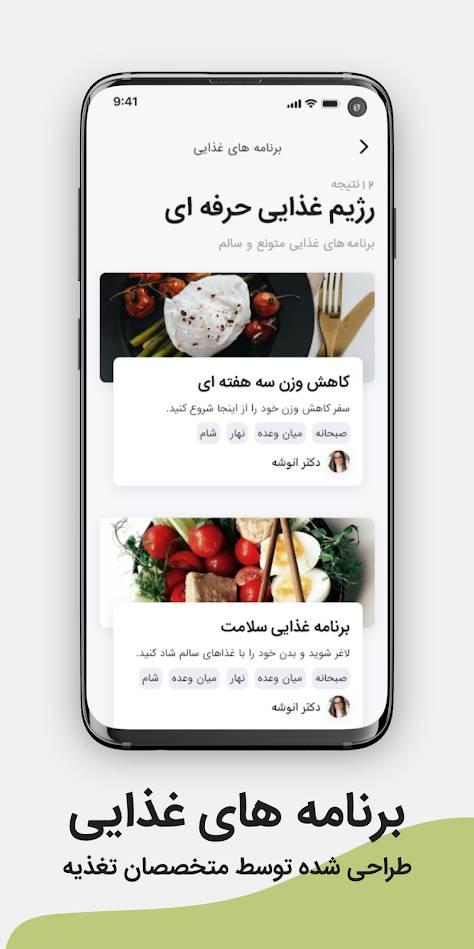 9:41
برنامه های غذایی
۱۲ نتیجه
رژیم غذایی حرفه ای
برنامه های غذایی متونع و سالم
کاهش وزن سه هفته ای
سفر کاهش وزن خود را از اینجا شروع کنید.
صبحانه میان وعده نهار شام
دکتر انوشه
برنامه غذایی سلامت
لاغر شوید و بدن خود را با غذاهای سالم شاد کنید.
صبحانه میان وعده نهار میان وعده شام
دکتر انوشه
برنامه های غذایی
طراحی شده توسط متخصصان تغذیه